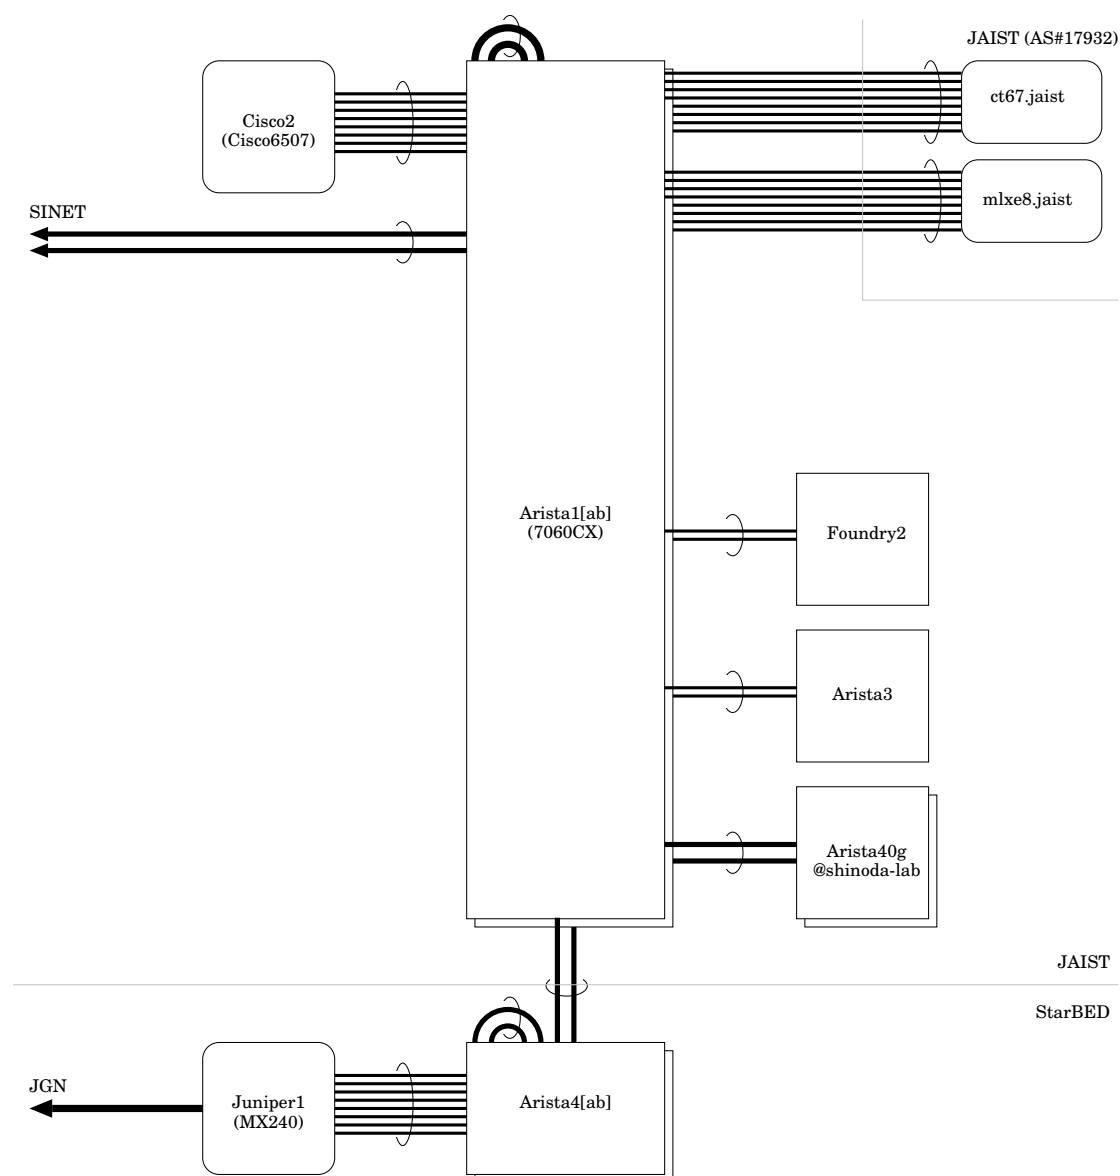 JAIST (AS#17932)
ct67.jaist
Cisco2
(Cisco6507)
mlxe8.jaist
SINET
Arista1[ab]
(7060CX)
Foundry2
Arista3
Arista40g
@shinoda-lab
JAIST
StarBED
JGN
Juniper1
(MX240)
Arista4[ab]